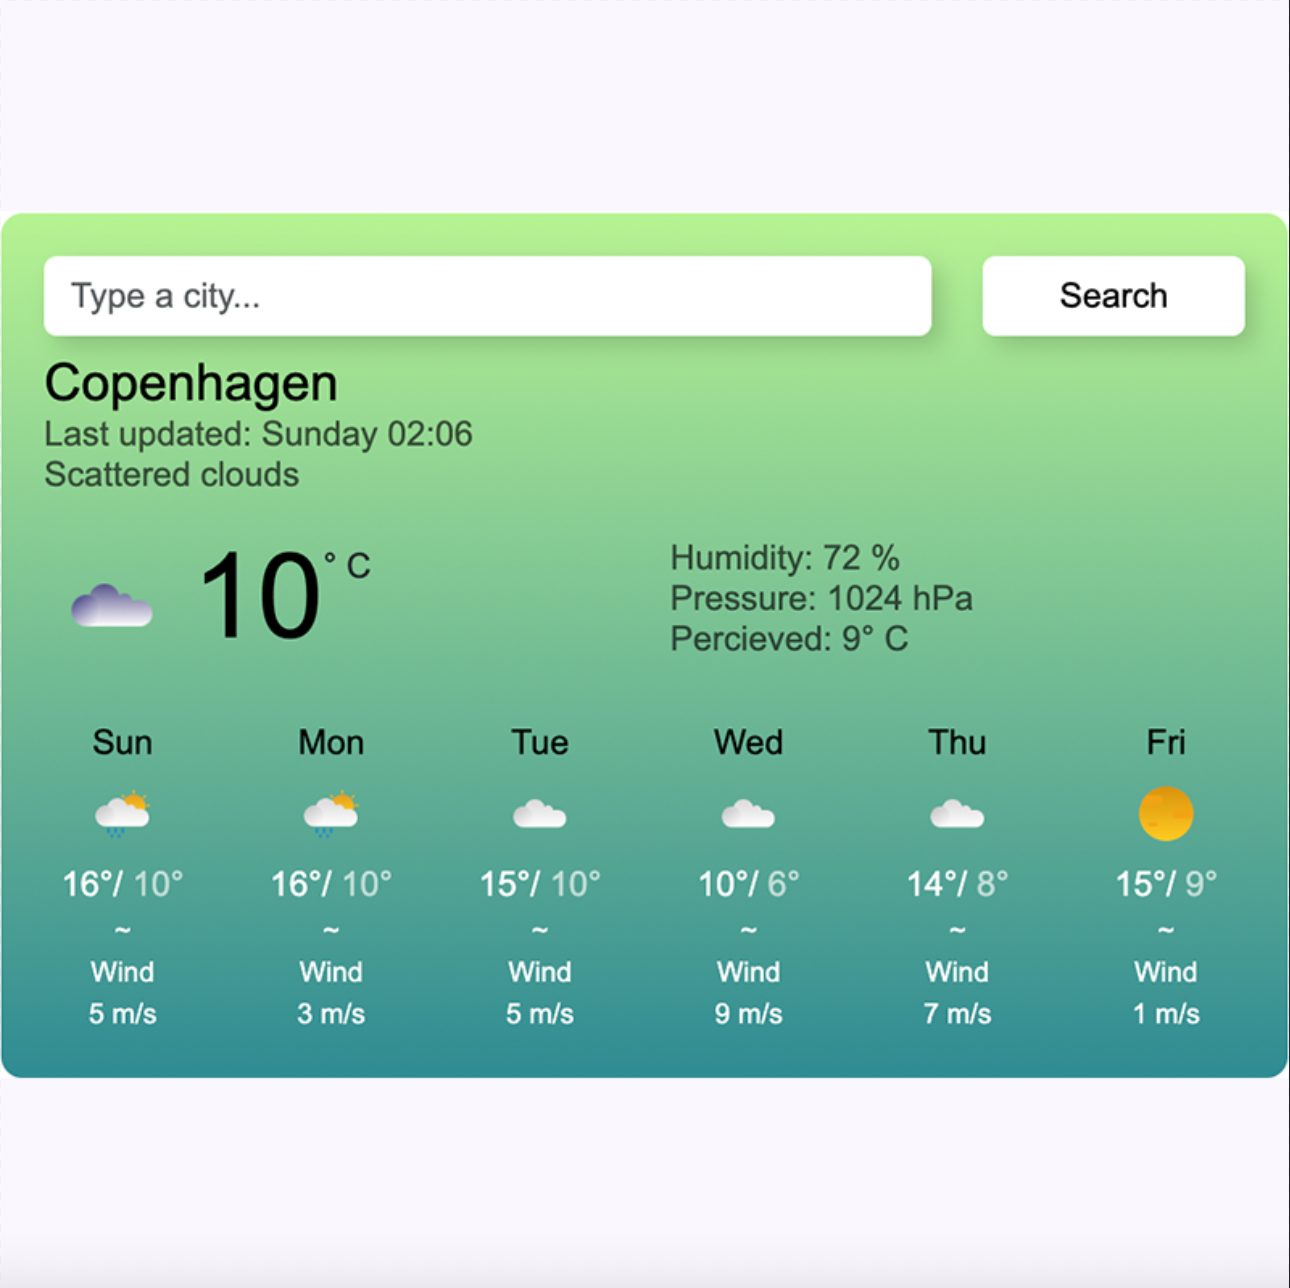 Type a city...
Search
Copenhagen
Last updated: Sunday 02:06
Scattered clouds
10° C
Humidity: 72 %
Pressure: 1024 hPa
Percieved: 9° C
Sun Mon Tue Wed Thu Fri
16°/ 10° 16°/ 10° 15°/ 10° 10°/ 6° 14°/ 8° 15°/ 9°
~ ~ ~ ~ ~ ~
Wind Wind Wind Wind Wind Wind
5 m/s 3 m/s 5 m/s 9 m/s 7 m/s 1 m/s